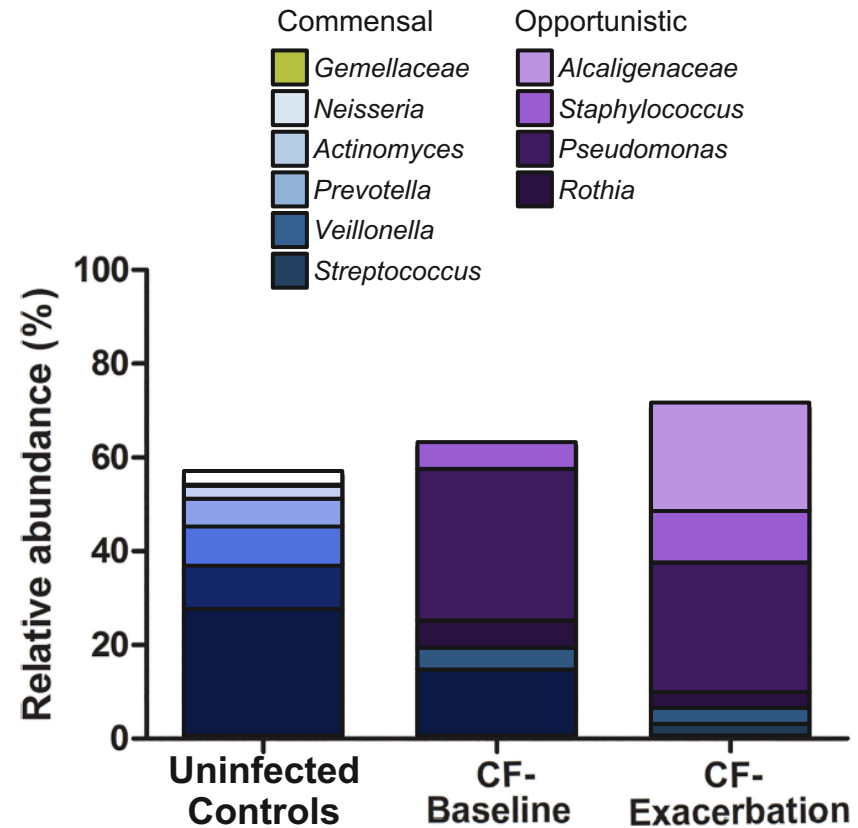 Commensal
Gemellaceae
Neisseria
Actinomyces
Prevotella
Veillonella
Streptococcus
Opportunistic
Alcaligenaceae
Staphylococcus
Pseudomonas
Rothia
Relative abundance (%)
100
80
60
40
20
0
Uninfected
Controls
CF-
Baseline
CF-
Exacerbation